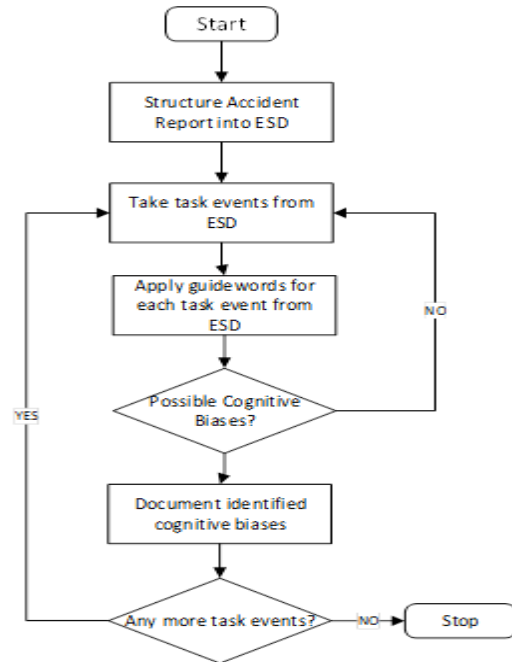 Start
Structure Accident
Report into ESD
Take task events from
ESD
Apply guidewords for
each task event from
ESD
NO
Possible Cognitive
Biases?
YES
Document identified
cognitive biases
Any more task events?
NO
Stop